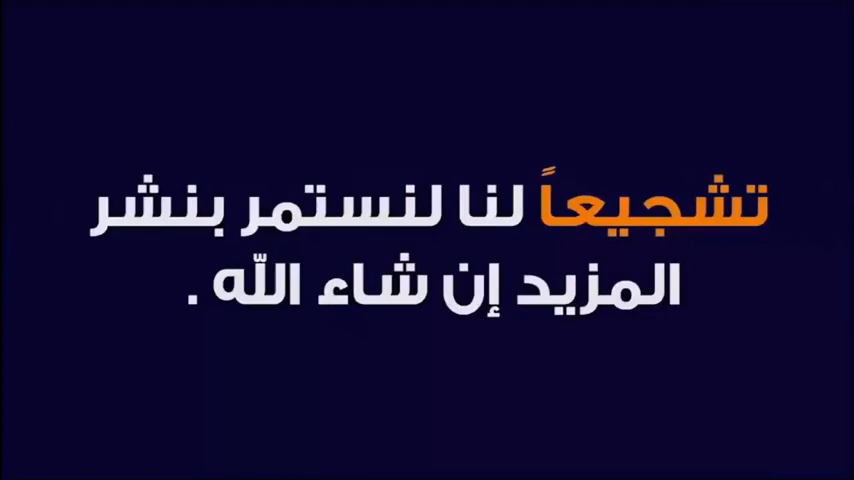 تشجيعاً لنا لنستمر بنشر
المزيد إن شاء الله .